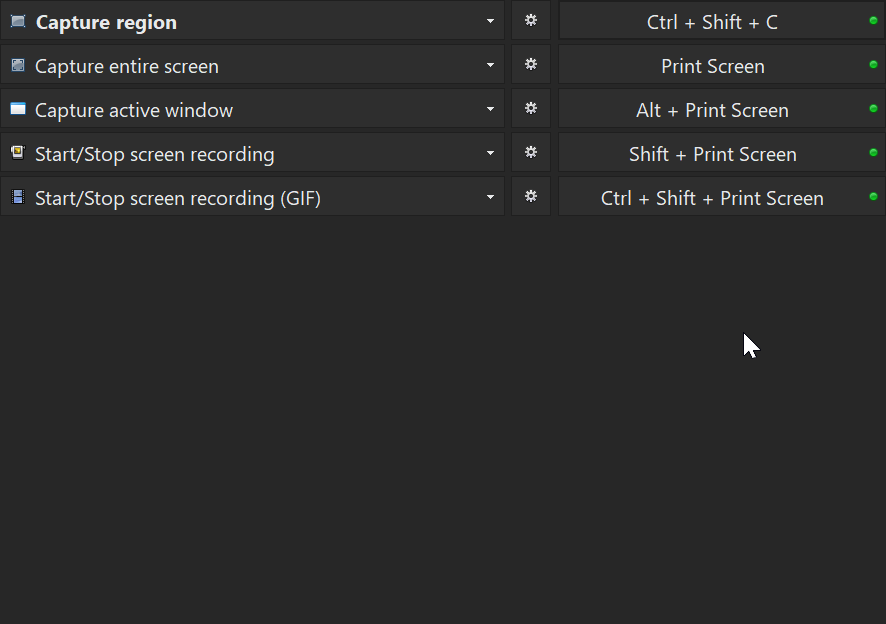 Capture region Ctrl + Shift + C
Capture entire screen Print Screen
Capture active window Alt + Print Screen
Start/Stop screen recording Shift + Print Screen
Start/Stop screen recording (GIF) Ctrl + Shift + Print Screen